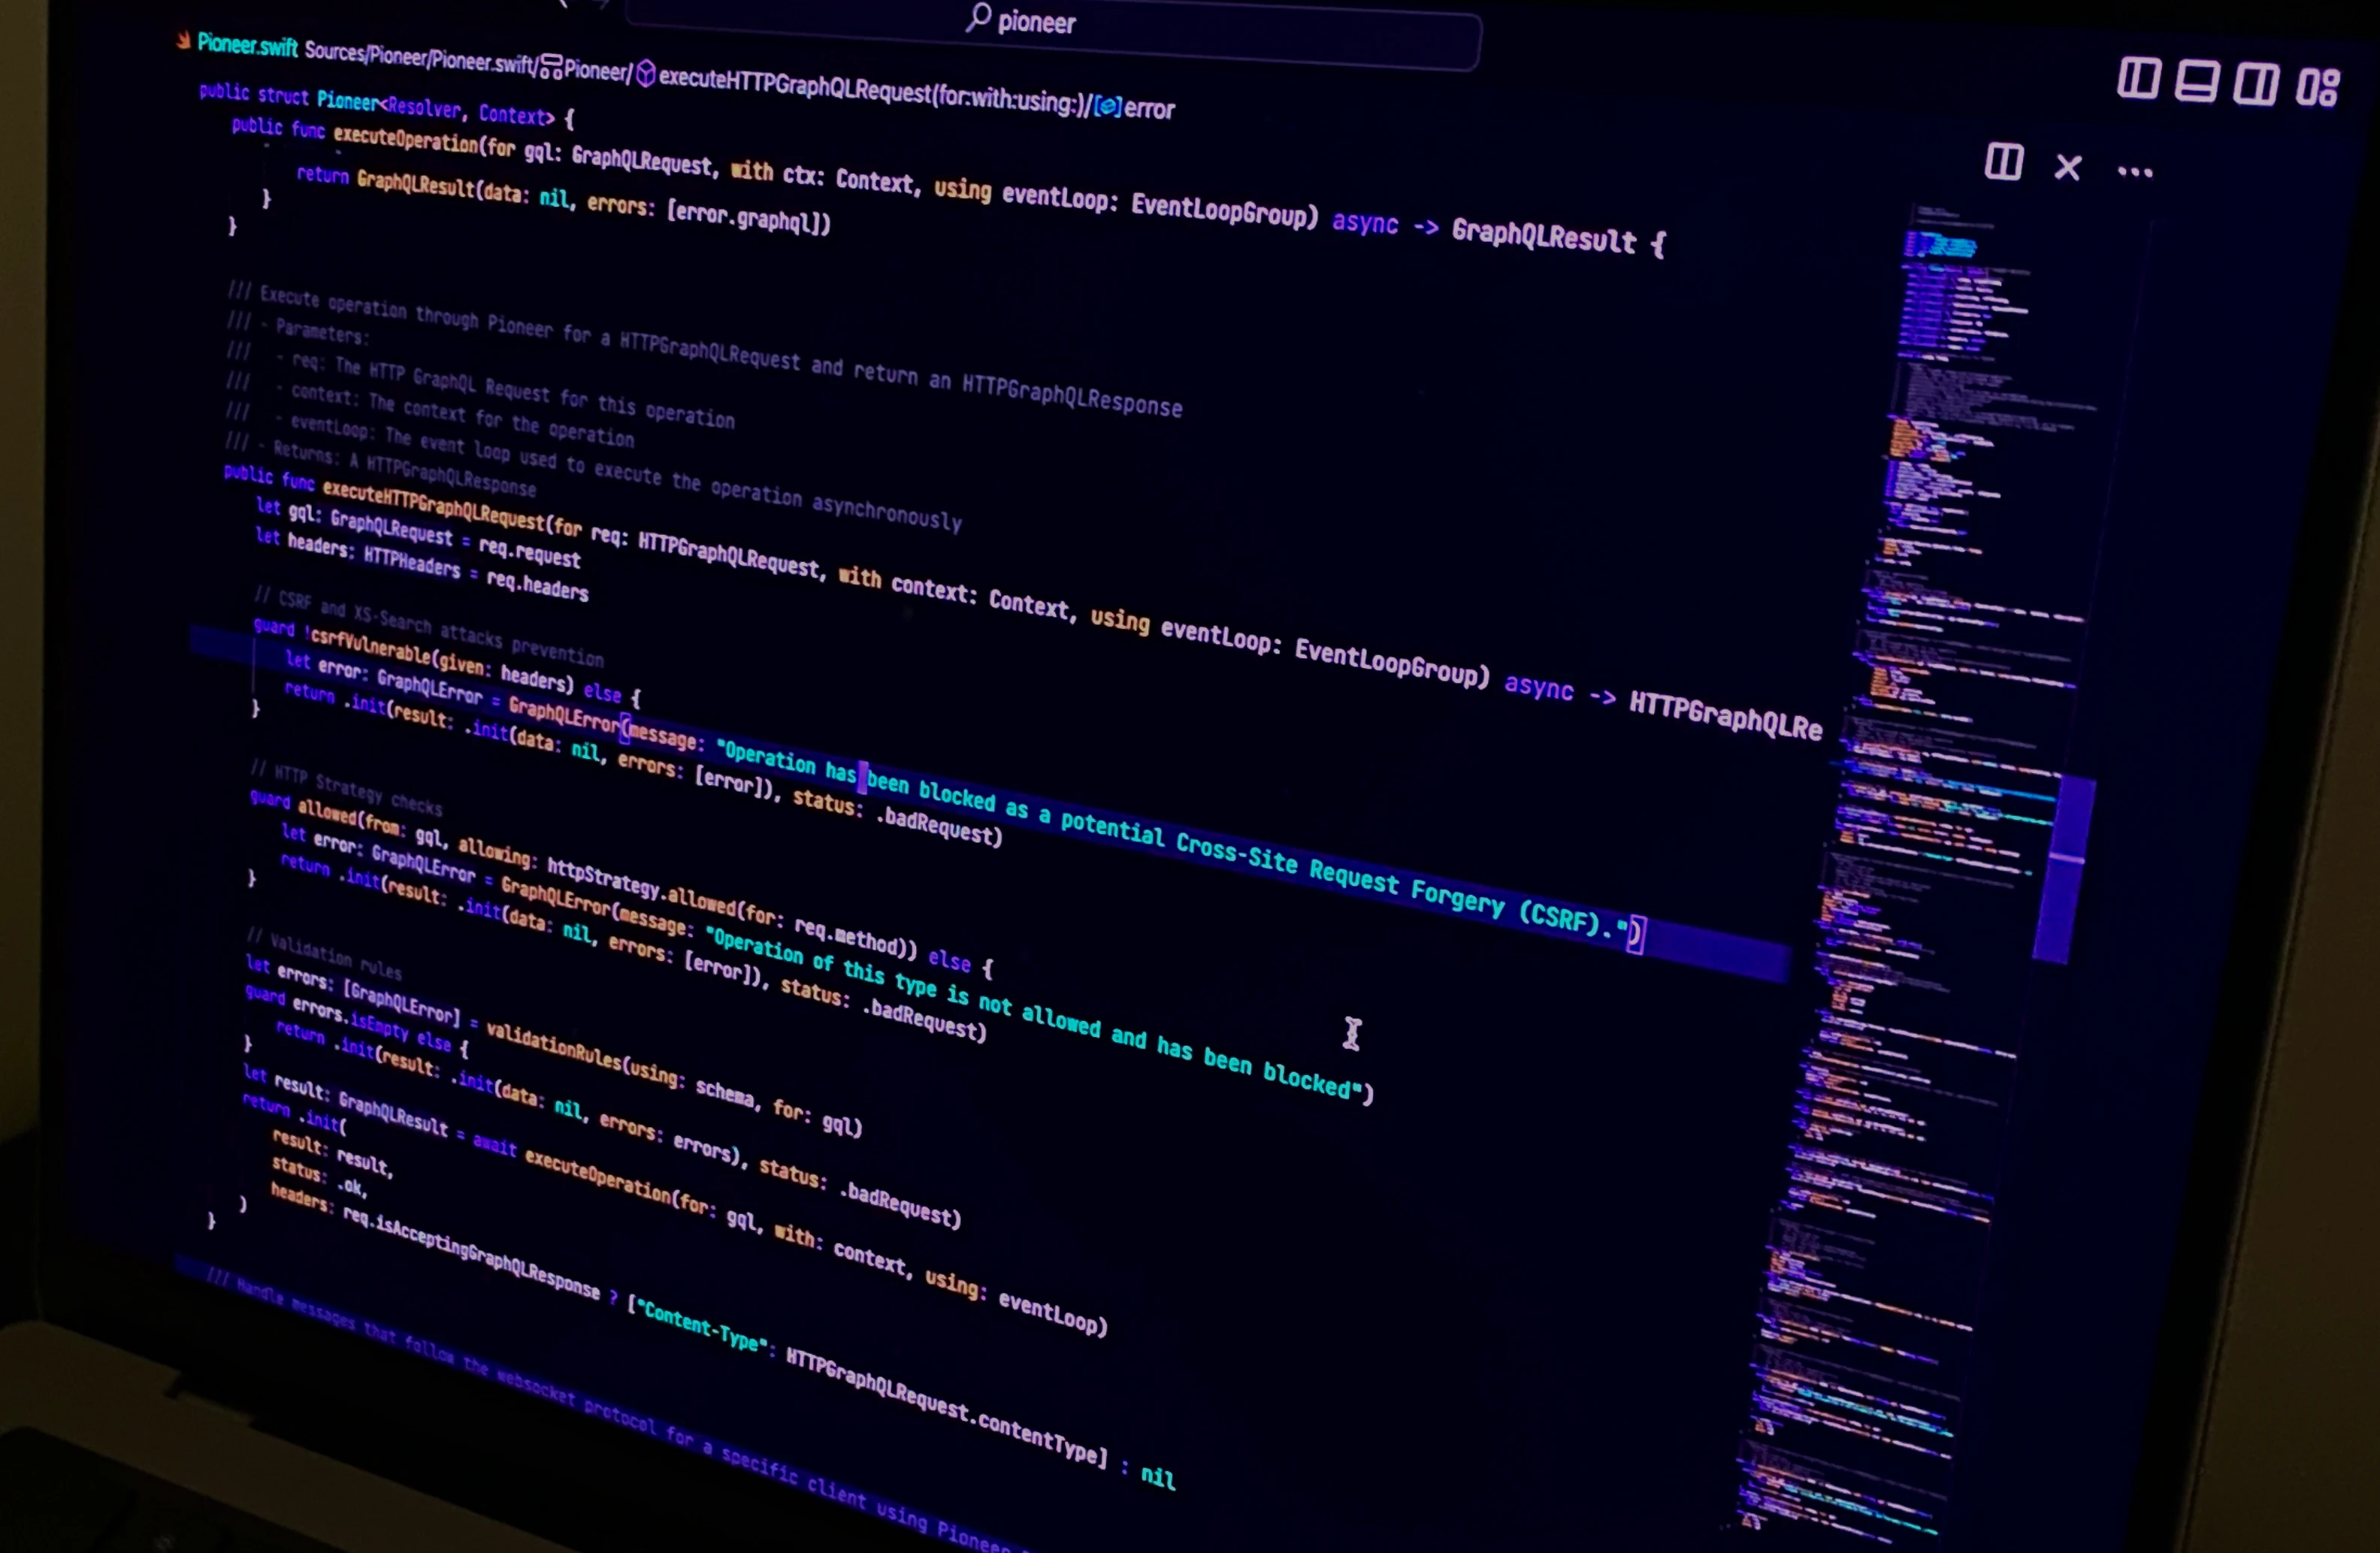 pioneer
Pioneer.swift Sources/Pioneer/Pioneer.swift/Pioneer/executeHTTPGraphQLRequest(for:with:using:)/error
public struct Pioneer<Resolver, Context> {
public func executeOperation(for gql: GraphQLRequest, with ctx: Context, using eventLoop: EventLoopGroup) async -> GraphQLResult {
return GraphQLResult(data: nil, errors: [error.graphql])
}
}
/// Execute operation through Pioneer for a HTTPGraphQLRequest and return an HTTPGraphQLResponse
/// - Parameters:
///   - req: The HTTP GraphQL Request for this operation
///   - context: The context for the operation
///   - eventLoop: The event loop used to execute the operation asynchronously
/// - Returns: A HTTPGraphQLResponse
public func executeHTTPGraphQLRequest(for req: HTTPGraphQLRequest, with context: Context, using eventLoop: EventLoopGroup) async -> HTTPGraphQLRe
let gql: GraphQLRequest = req.request
let headers: HTTPHeaders = req.headers
// CSRF and XS-Search attacks prevention
guard !csrfVulnerable(given: headers) else {
let error: GraphQLError = GraphQLError(message: "Operation has been blocked as a potential Cross-Site Request Forgery (CSRF).")
return .init(result: .init(data: nil, errors: [error]), status: .badRequest)
}
// HTTP Strategy checks
guard allowed(from: gql, allowing: httpStrategy.allowed(for: req.method)) else {
let error: GraphQLError = GraphQLError(message: "Operation of this type is not allowed and has been blocked")
return .init(result: .init(data: nil, errors: [error]), status: .badRequest)
}
// Validation rules
let errors: [GraphQLError] = validationRules(using: schema, for: gql)
guard errors.isEmpty else {
return .init(result: .init(data: nil, errors: errors), status: .badRequest)
}
let result: GraphQLResult = await executeOperation(for: gql, with: context, using: eventLoop)
return .init(
result: result,
status: .ok,
headers: req.isAcceptingGraphQLResponse ? ["Content-Type": HTTPGraphQLRequest.contentType] : nil
)
}
/// Handle messages that follow the websocket protocol for a specific client using Pioneer